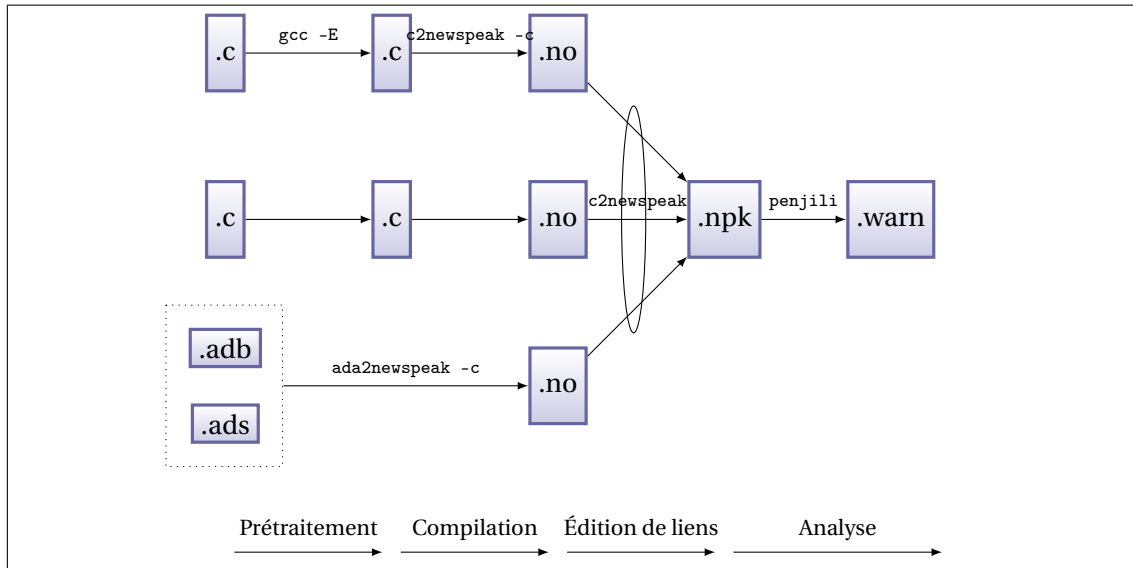 gcc -E
c2newspeak -c
.c
.c
.no
c2newspeak
penjili
.c
.c
.no
.npk
.warn
.adb
ada2newspeak -c
.no
.ads
Prétraitement
Compilation
Édition de liens
Analyse